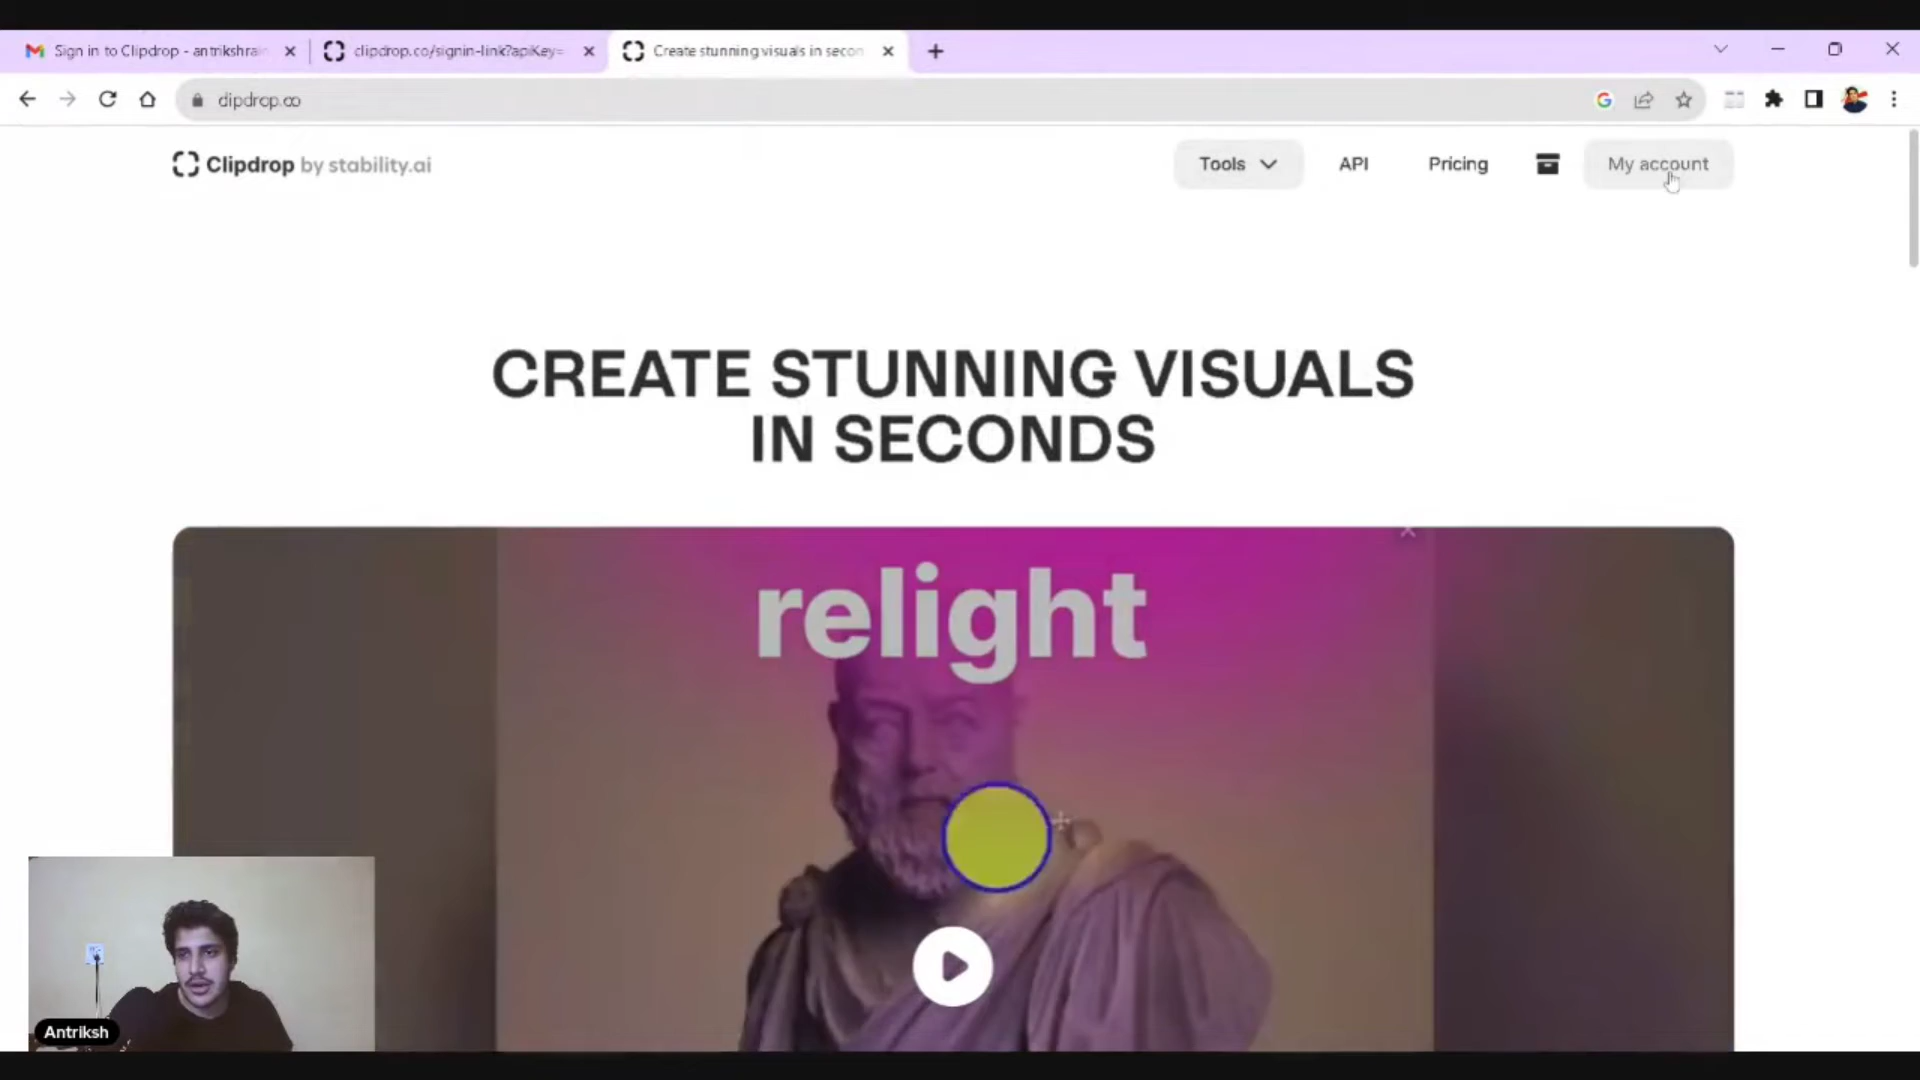 Sign in to Clipdrop - antrikshrai
clipdrop.co/signin-link?apiKey=
Create stunning visuals in secon
clipdrop.co
Clipdrop by stability.ai
Tools
API
Pricing
My account
CREATE STUNNING VISUALS
IN SECONDS
relight
Antriksh